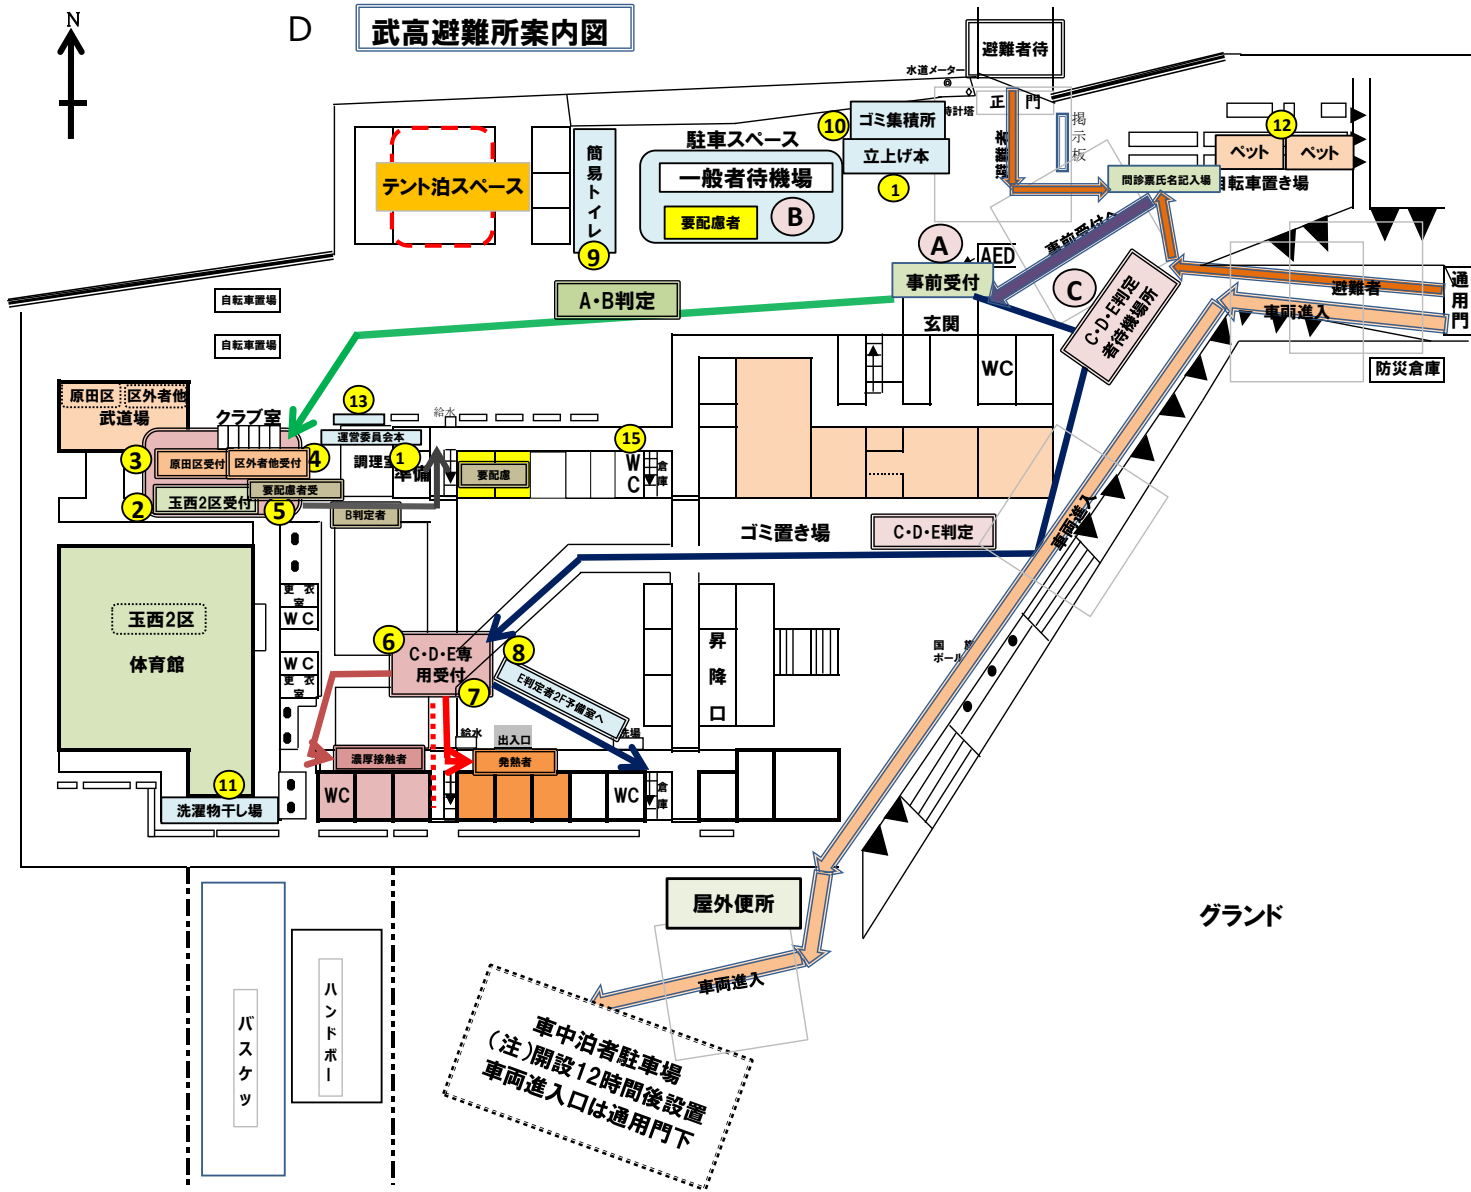 N
D
武高避難所案内図
避難者待
水道メーター
正 門
時計塔
掲示板
避難者
10
ゴミ集積所
立上げ本
1
12
ペット
ペット
自転車置き場
問診票氏名記入場
駐車スペース
一般者待機場
要配慮者
B
テント泊スペース
簡易トイレ
9
A
AED
事前受付へ
事前受付
C
C・D・E判定
者待機場所
避難者
車両進入
通用門
防災倉庫
A・B判定
玄関
WC
自転車置場
自転車置場
原田区
区外者他
武道場
クラブ室
13
給水
運営委員会本
1
調理室
準備
15
WC
倉庫
3
原田区受付
区外者他受付
4
要配慮者受
玉西2区受付
2
5
B判定者
要配慮
ゴミ置き場
C・D・E判定
車両進入
玉西2区
体育館
更衣室
WC
WC
更衣室
6
C・D・E専
用受付
7
8
E判定者2F予備室へ
昇降口
国旗
ポール
給水
出入口
洗場
濃厚接触者
発熱者
WC
WC
倉庫
11
洗濯物干し場
屋外便所
グランド
車両進入
車中泊者駐車場
(注)開設12時間後設置
車両進入口は通用門下
バスケッ
ハンドボー